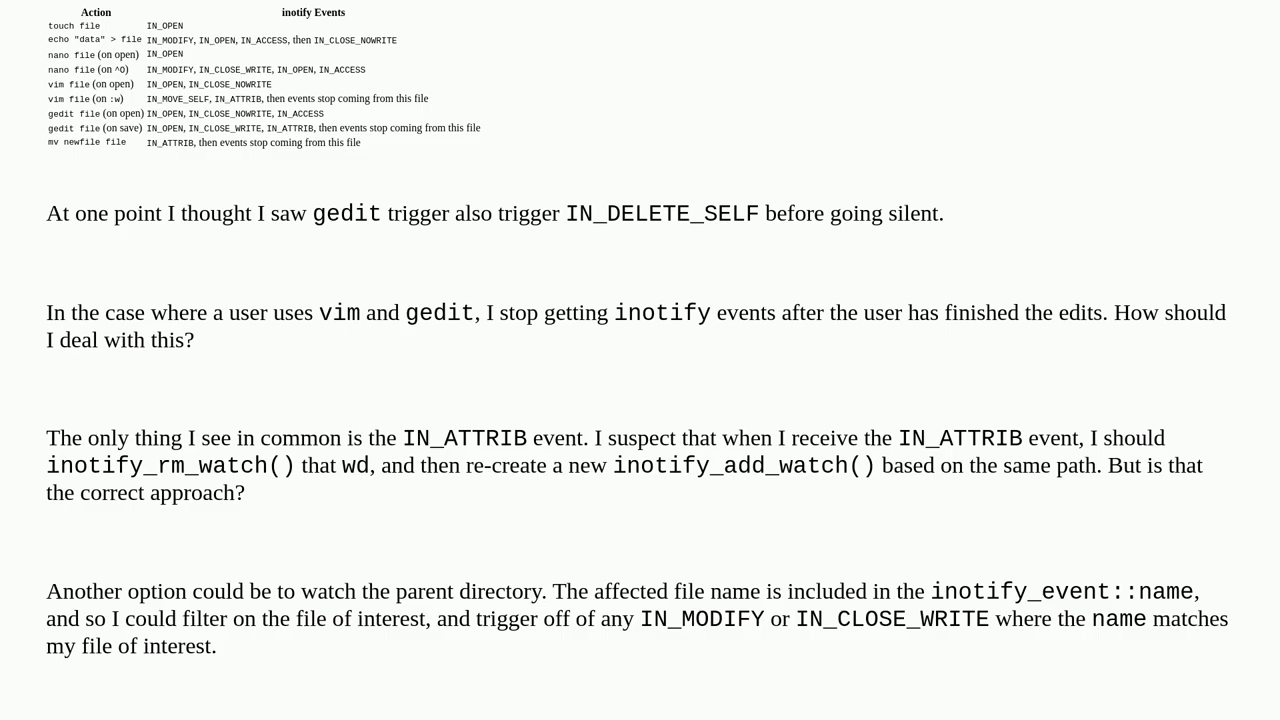 Action inotify Events
touch file IN_OPEN
echo "data" > file IN_MODIFY, IN_OPEN, IN_ACCESS, then IN_CLOSE_NOWRITE
nano file (on open) IN_OPEN
nano file (on ^O) IN_MODIFY, IN_CLOSE_WRITE, IN_OPEN, IN_ACCESS
vim file (on open) IN_OPEN, IN_CLOSE_NOWRITE
vim file (on :w) IN_MOVE_SELF, IN_ATTRIB, then events stop coming from this file
gedit file (on open) IN_OPEN, IN_CLOSE_NOWRITE, IN_ACCESS
gedit file (on save) IN_OPEN, IN_CLOSE_WRITE, IN_ATTRIB, then events stop coming from this file
mv newfile file IN_ATTRIB, then events stop coming from this file
At one point I thought I saw gedit trigger also trigger IN_DELETE_SELF before going silent.
In the case where a user uses vim and gedit, I stop getting inotify events after the user has finished the edits. How should
I deal with this?
The only thing I see in common is the IN_ATTRIB event. I suspect that when I receive the IN_ATTRIB event, I should
inotify_rm_watch() that wd, and then re-create a new inotify_add_watch() based on the same path. But is that
the correct approach?
Another option could be to watch the parent directory. The affected file name is included in the inotify_event::name,
and so I could filter on the file of interest, and trigger off of any IN_MODIFY or IN_CLOSE_WRITE where the name matches
my file of interest.